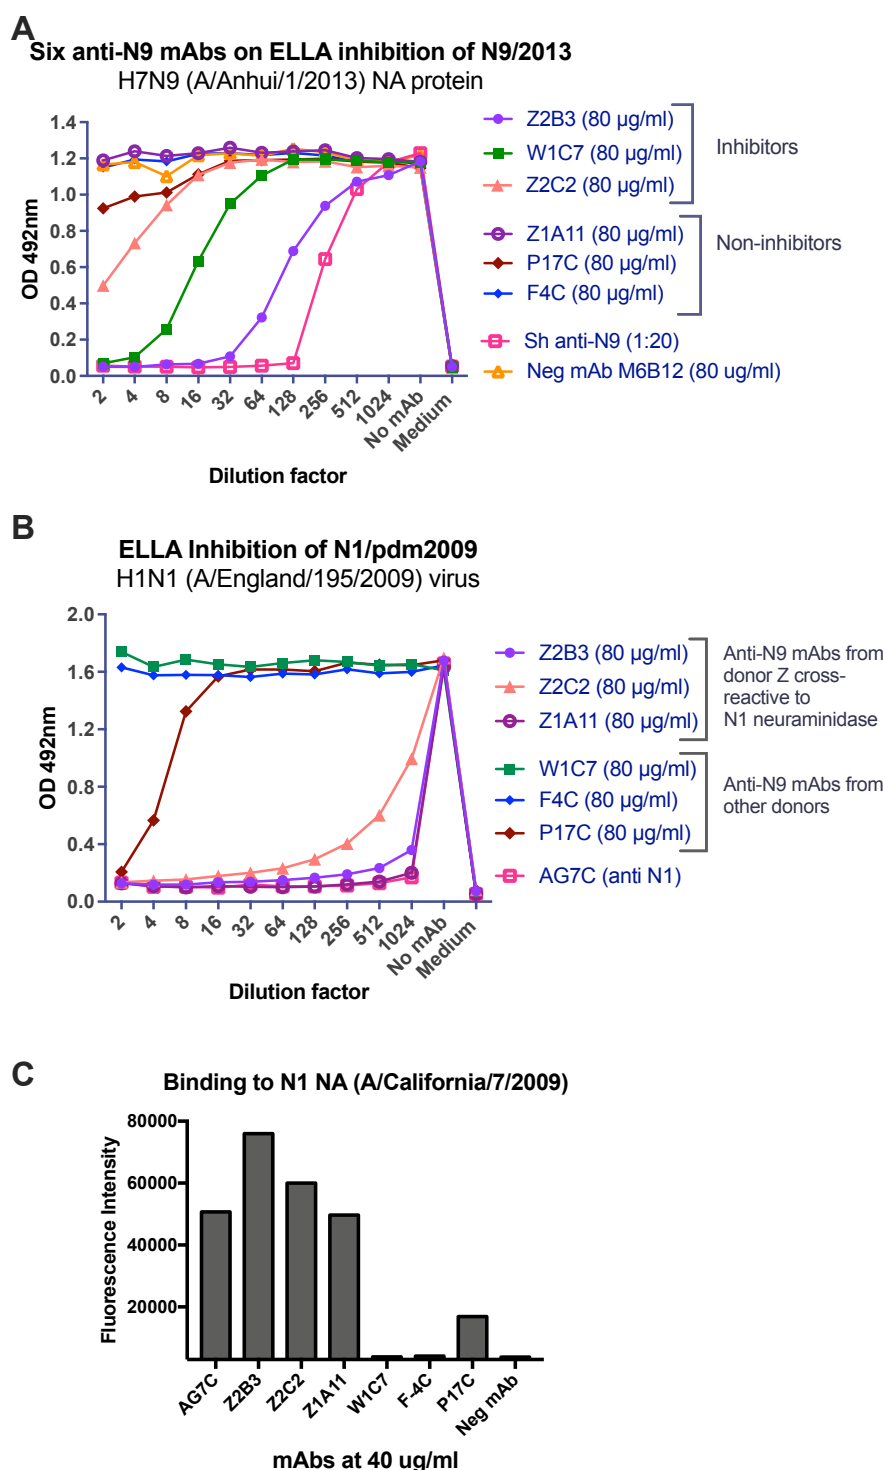 A
Six anti-N9 mAbs on ELLA inhibition of N9/2013
H7N9 (A/Anhui/1/2013) NA protein
OD 492nm
1.4
1.2
1.0
0.8
0.6
0.4
0.2
0.0
2
4
8
16
32
64
128
256
512
1024
No mAb
Medium
Dilution factor
Z2B3 (80 µg/ml)
W1C7 (80 µg/ml)
Z2C2 (80 µg/ml)
Inhibitors
Z1A11 (80 µg/ml)
P17C (80 µg/ml)
F4C (80 µg/ml)
Non-inhibitors
Sh anti-N9 (1:20)
Neg mAb M6B12 (80 ug/ml)
B
ELLA Inhibition of N1/pdm2009
H1N1 (A/England/195/2009) virus
OD 492nm
2.0
1.6
1.2
0.8
0.4
0.0
2
4
8
16
32
64
128
256
512
1024
No mAb
Medium
Dilution factor
Z2B3 (80 µg/ml)
Z2C2 (80 µg/ml)
Z1A11 (80 µg/ml)
Anti-N9 mAbs from
donor Z cross-
reactive to
N1 neuraminidase
W1C7 (80 µg/ml)
F4C (80 µg/ml)
P17C (80 µg/ml)
Anti-N9 mAbs from
other donors
AG7C (anti N1)
C
Binding to N1 NA (A/California/7/2009)
Fluorescence Intensity
80000
60000
40000
20000
AG7C
Z2B3
Z2C2
Z1A11
W1C7
F-4C
P17C
Neg mAb
mAbs at 40 ug/ml